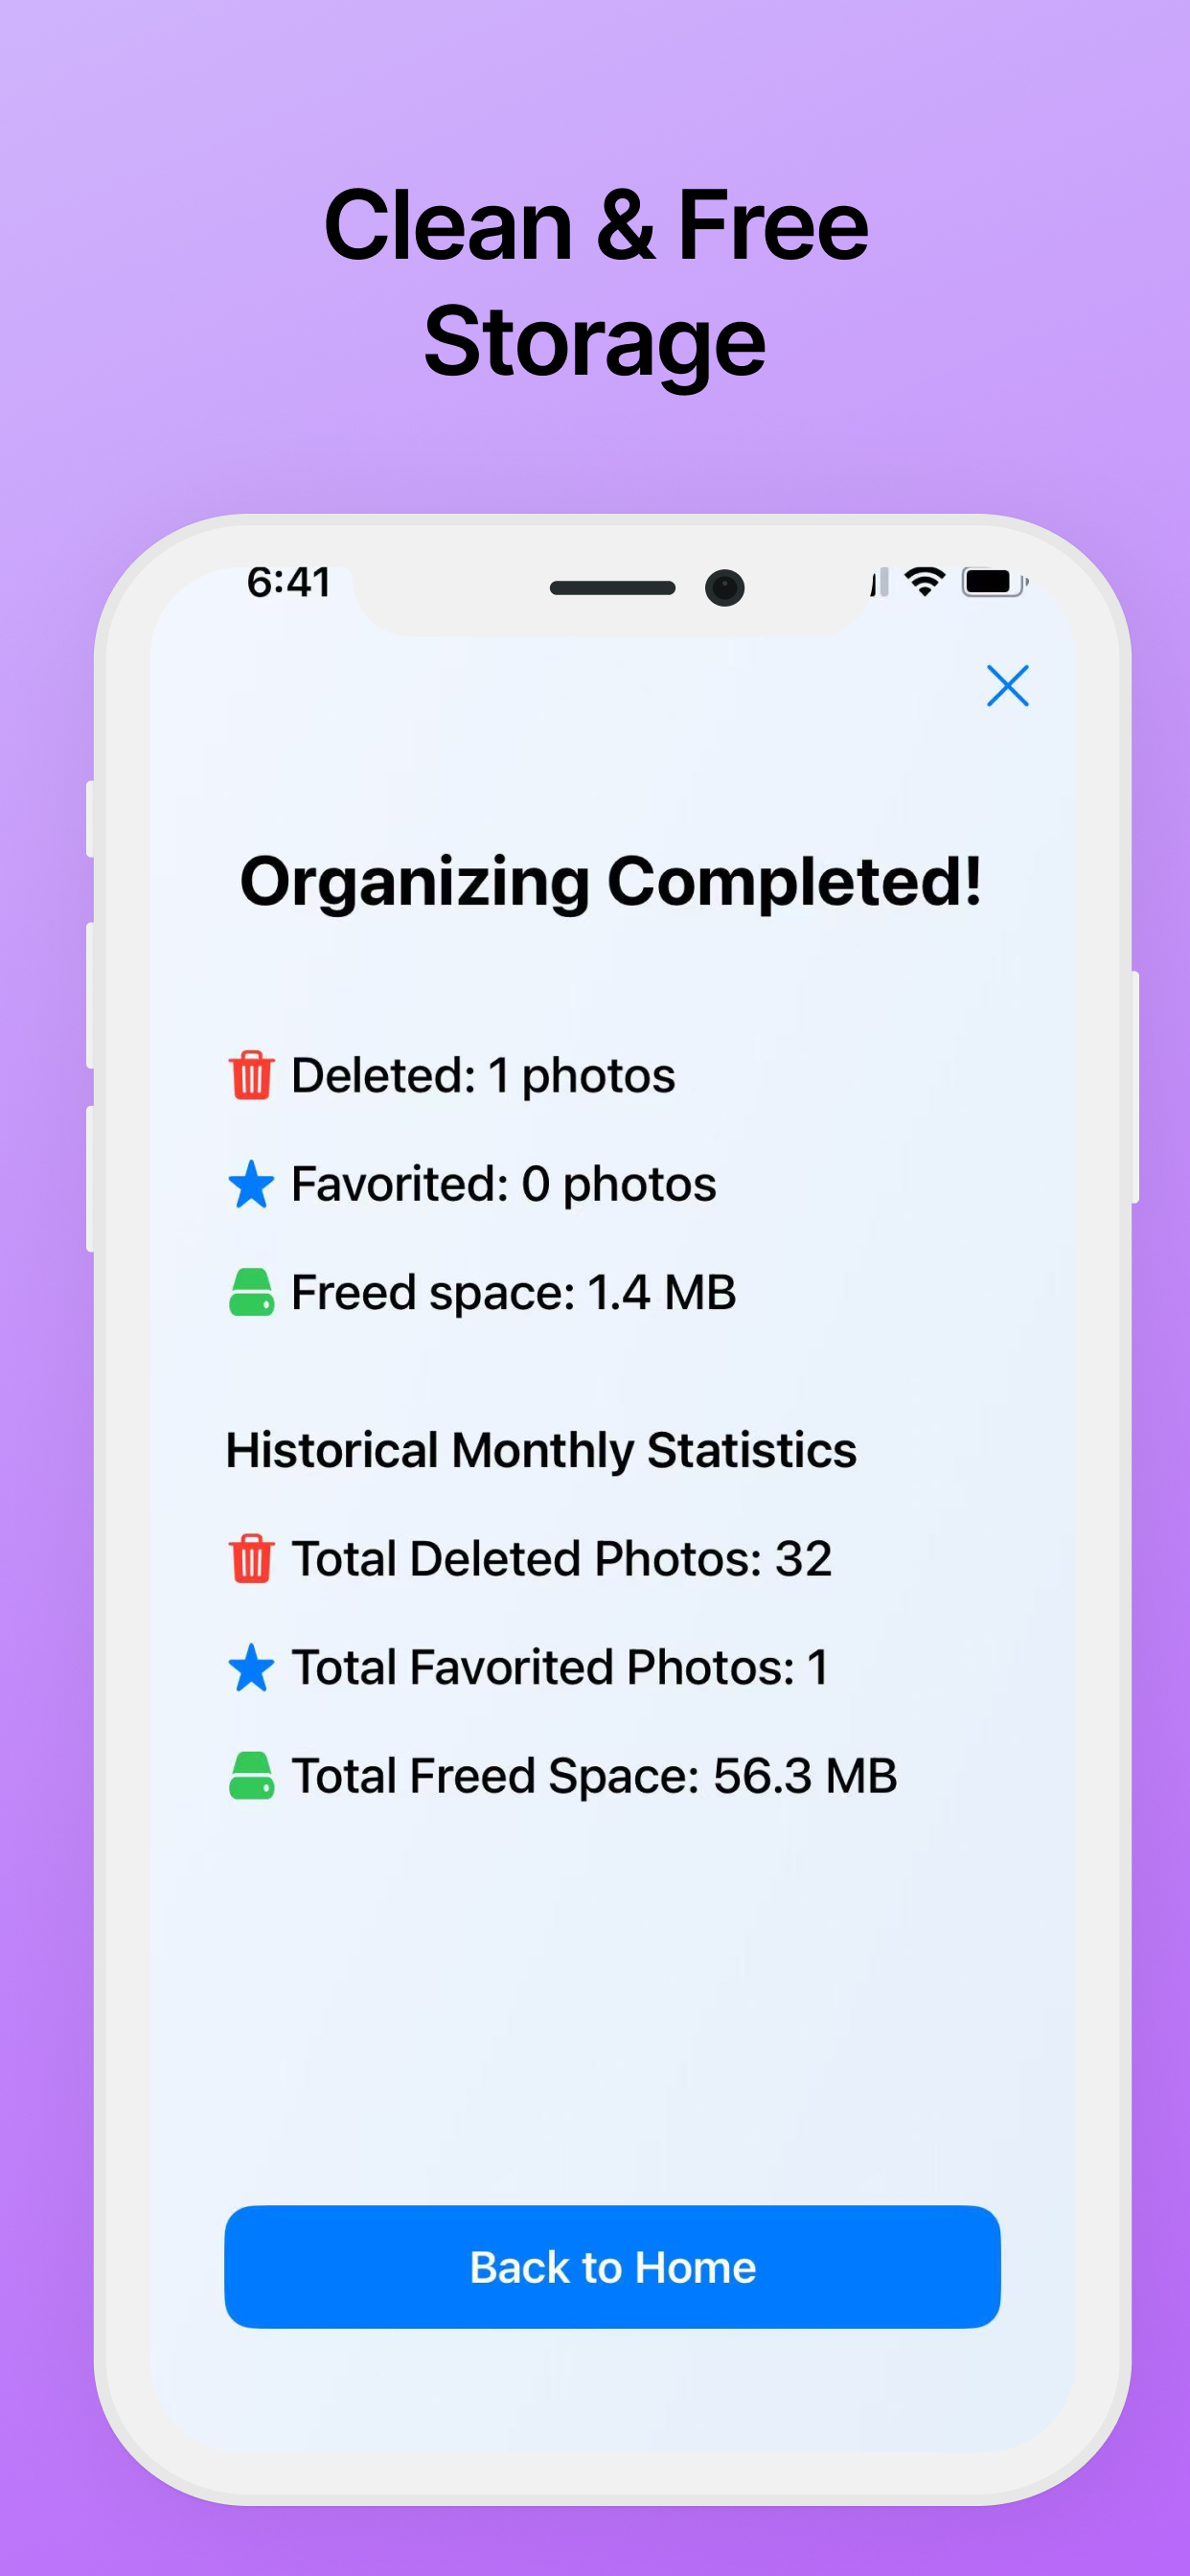 Clean & Free
Storage
6:41
Organizing Completed!
Deleted: 1 photos
Favorited: 0 photos
Freed space: 1.4 MB
Historical Monthly Statistics
Total Deleted Photos: 32
Total Favorited Photos: 1
Total Freed Space: 56.3 MB
Back to Home